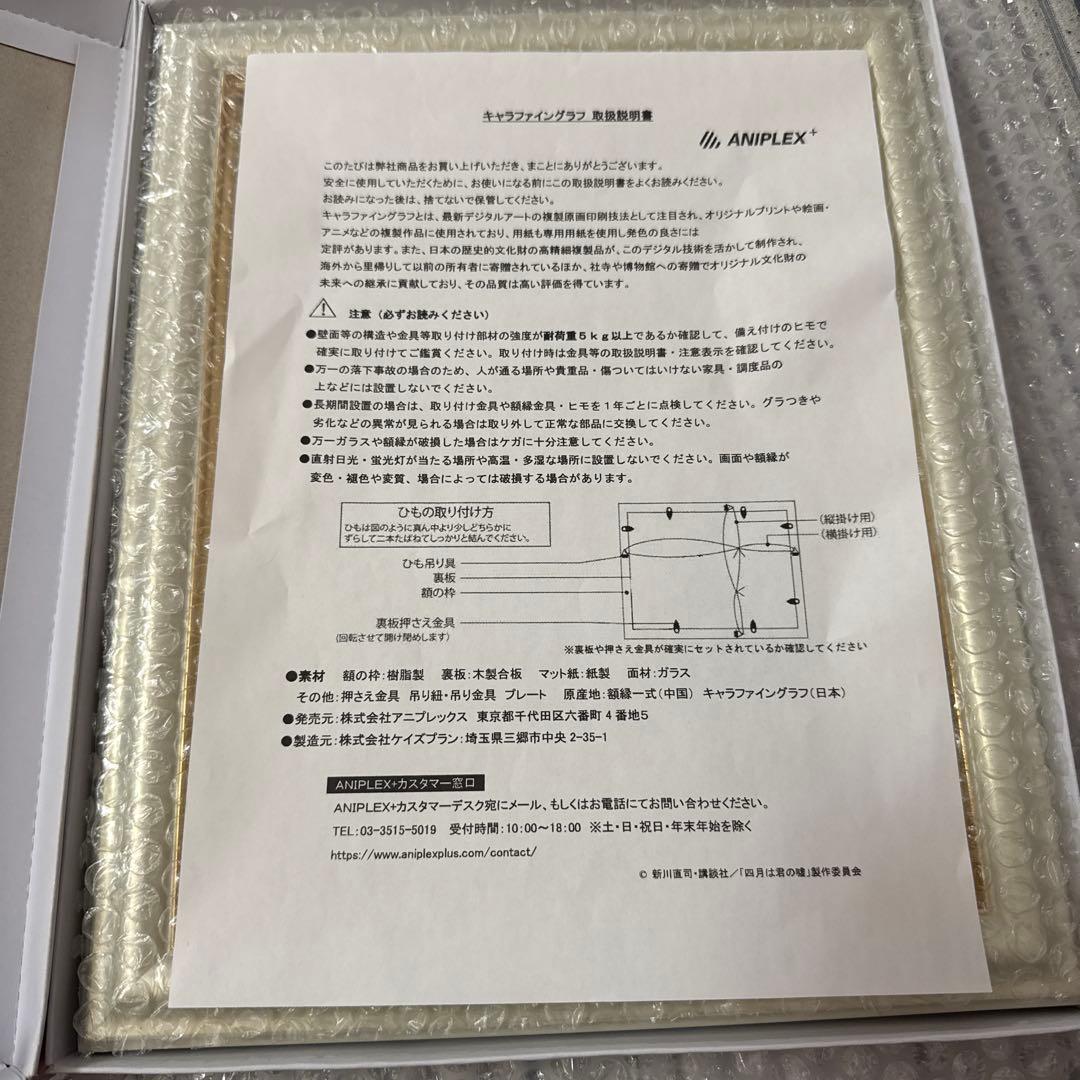 キャラファイングラフ 取扱説明書
ANIPLEX+
このたびは弊社商品をお買い上げいただき、まことにありがとうございます。
安全に使用していただくために、お使いになる前にこの取扱説明書をよくお読みください。
お読みになった後は、捨てないで保管してください。
キャラファイングラフとは、最新デジタルアートの複製原画印刷技法として注目され、オリジナルプリントや絵画・
アニメなどの複製作品に使用されており、用紙も専用用紙を使用し発色の良さには
定評があります。また、日本の歴史的文化財の高精細複製品が、このデジタル技術を活かして制作され、
海外から里帰りして以前の所有者に寄贈されているほか、社寺や博物館への寄贈でオリジナル文化財の
未来への継承に貢献しており、その品質は高い評価を得ています。
注意（必ずお読みください）
●壁面等の構造や金具等取り付け部材の強度が耐荷重5kg以上であるか確認して、備え付けのヒモで
確実に取り付けてご鑑賞ください。取り付け時は金具等の取扱説明書・注意表示を確認してください。
●万一の落下事故の場合のため、人が通る場所や貴重品・傷ついてはいけない家具・調度品の
上などには設置しないでください。
●長期間設置の場合は、取り付け金具や額縁金具・ヒモを1年ごとに点検してください。グラつきや
劣化などの異常が見られる場合は取り外して正常な部品に交換してください。
●万一ガラスや額縁が破損した場合はケガに十分注意してください。
●直射日光・蛍光灯が当たる場所や高温・多湿な場所に設置しないでください。画面や額縁が
変色・褪色や変質、場合によっては破損する場合があります。
ひもの取り付け方
ひもは図のように真ん中より少しどちらかに
ずらして二本たばねてしっかりと結んでください。
(縦掛け用)
(横掛け用)
ひも吊り具
裏板
額の枠
裏板押さえ金具
(回転させて開け閉めします)
※裏板や押さえ金具が確実にセットされているか確認してください
●素材 額の枠:樹脂製 裏板:木製合板 マット紙:紙製 面材:ガラス
その他:押さえ金具 吊り紐・吊り金具 プレート 原産地:額縁一式(中国) キャラファイングラフ(日本)
●発売元:株式会社アニプレックス 東京都千代田区六番町4番地5
●製造元:株式会社ケイズプラン:埼玉県三郷市中央2-35-1
ANIPLEX+カスタマー窓口
ANIPLEX+カスタマーデスク宛にメール、もしくはお電話にてお問い合わせください。
TEL:03-3515-5019 受付時間:10:00～18:00 ※土・日・祝日・年末年始を除く
https://www.aniplexplus.com/contact/
© 新川直司・講談社／「四月は君の嘘」製作委員会